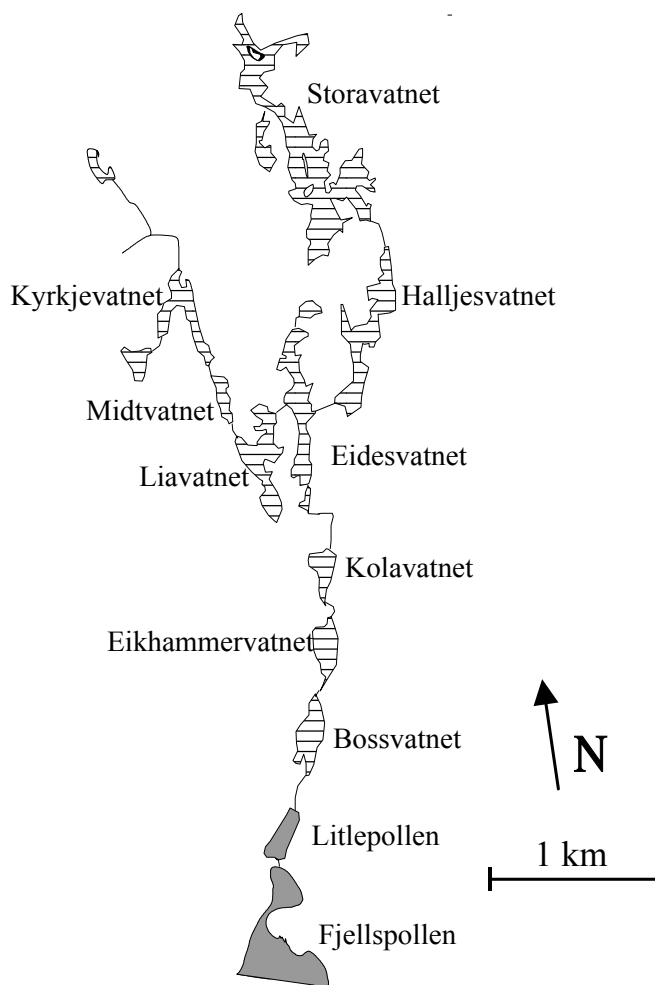 Storavatnet
Kyrkjevatnet
Halljesvatnet
Midtvatnet
Eidesvatnet
Liavatnet
Kolavatnet
Eikhammervatnet
Bossvatnet
N
Litlepollen
1 km
Fjellspollen